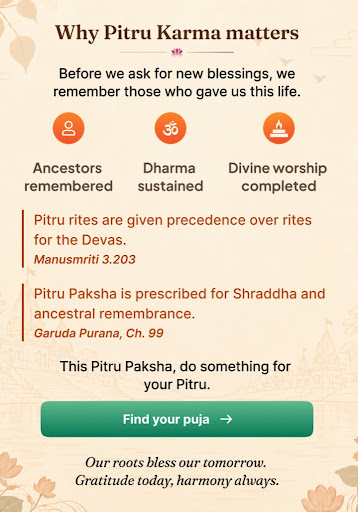 Why Pitru Karma matters
Before we ask for new blessings, we
remember those who gave us this life.
ॐ
Ancestors
remembered
Dharma
sustained
Divine worship
completed
Pitru rites are given precedence over rites
for the Devas.
Manusmriti 3.203
Pitru Paksha is prescribed for Shraddha and
ancestral remembrance.
Garuda Purana, Ch. 99
This Pitru Paksha, do something for
your Pitru.
Find your puja →
Our roots bless our tomorrow.
Gratitude today, harmony always.